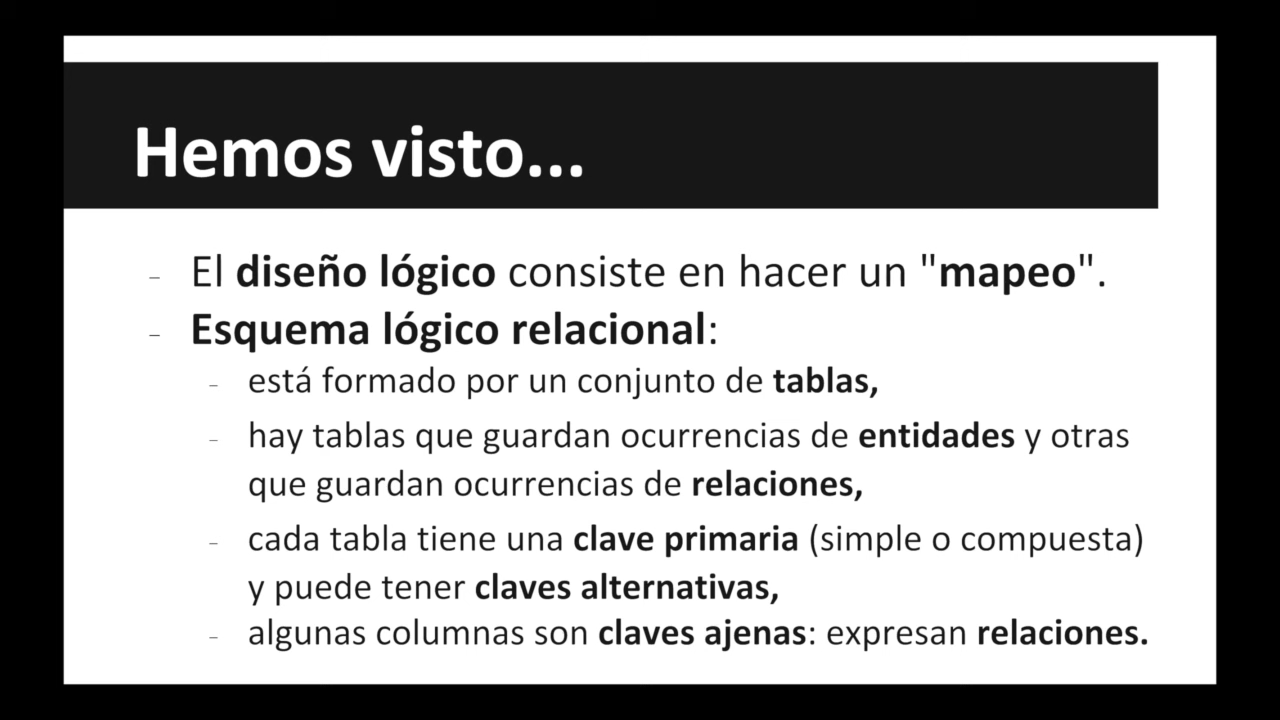 Hemos visto...
- El diseño lógico consiste en hacer un "mapeo".
- Esquema lógico relacional:
- está formado por un conjunto de tablas,
- hay tablas que guardan ocurrencias de entidades y otras
que guardan ocurrencias de relaciones,
- cada tabla tiene una clave primaria (simple o compuesta)
y puede tener claves alternativas,
- algunas columnas son claves ajenas: expresan relaciones.